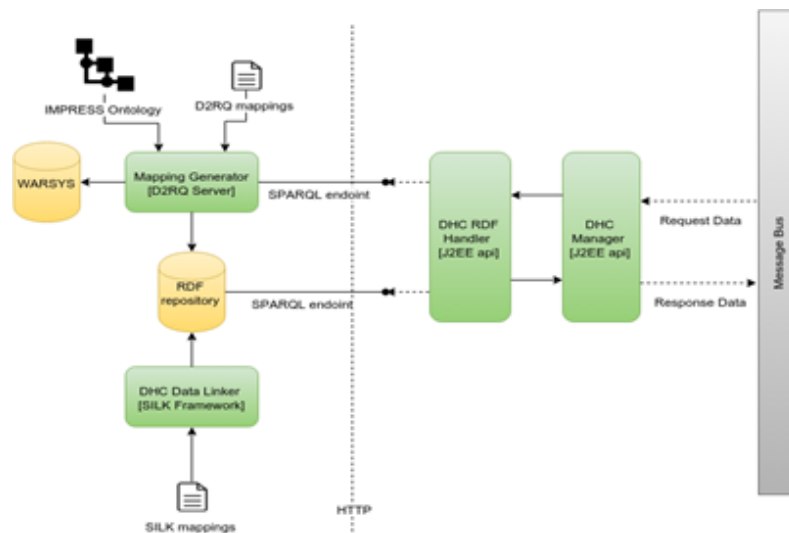 IMPRESS Ontology
D2RQ mappings
WARSYS
Mapping Generator
[D2RQ Server]
SPARQL endoint
DHC RDF
Handler
[J2EE api]
DHC
Manager
[J2EE api]
Request Data
Response Data
Message Bus
RDF
repository
SPARQL endoint
DHC Data Linker
[SILK Framework]
SILK mappings
HTTP